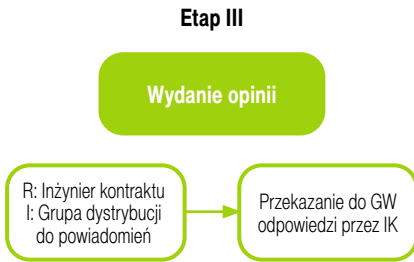 Etap III
Wydanie opinii
R: Inżynier kontraktu
I: Grupa dystrybucji
do powiadomień
Przekazanie do GW
odpowiedzi przez IK